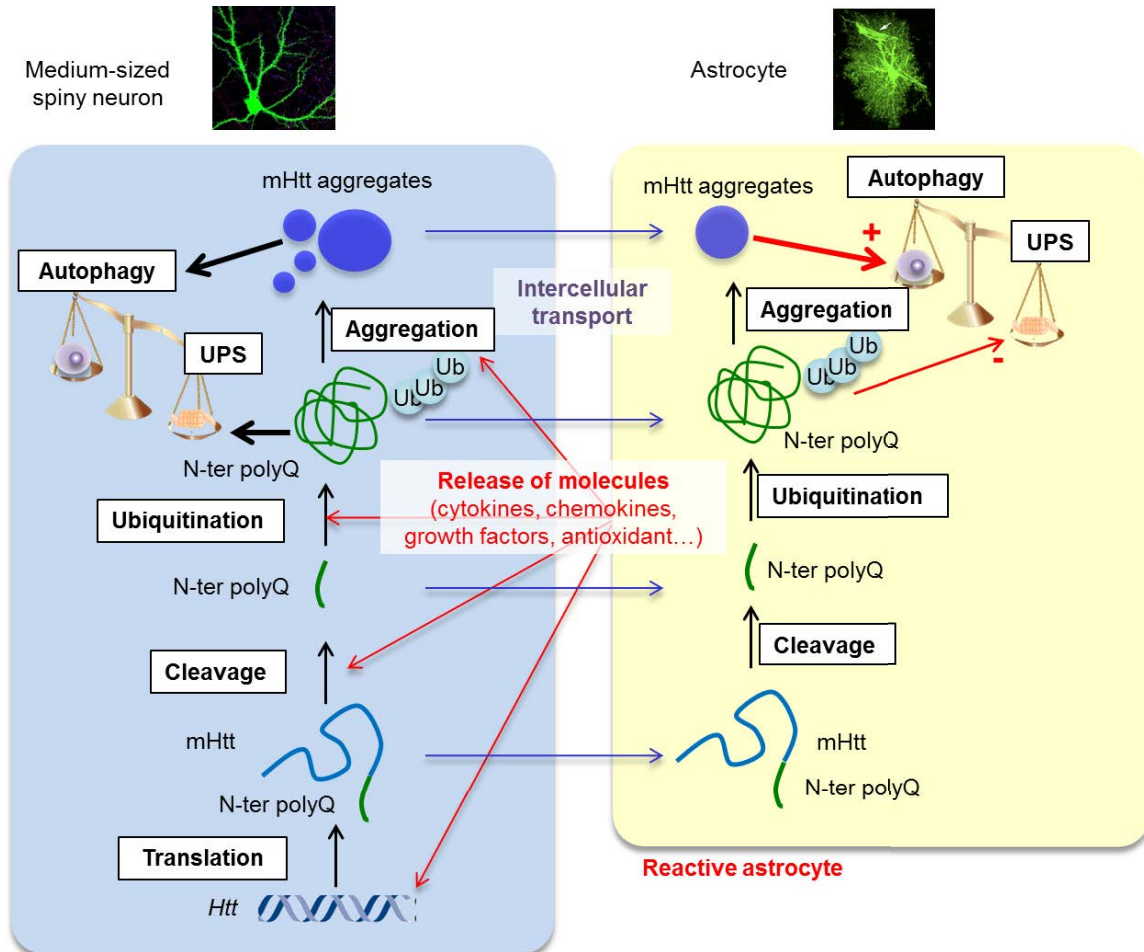 Medium-sized
spiny neuron
Astrocyte
mHtt aggregates
Autophagy
UPS
Aggregation
Ub
Ub
Ub
N-ter polyQ
Ubiquitination
N-ter polyQ
Cleavage
mHtt
N-ter polyQ
Translation
Htt
Intercellular
transport
Release of molecules
(cytokines, chemokines,
growth factors, antioxidant…)
mHtt aggregates
Autophagy
+
UPS
Aggregation
-
Ub
Ub
Ub
N-ter polyQ
Ubiquitination
N-ter polyQ
Cleavage
mHtt
N-ter polyQ
Reactive astrocyte